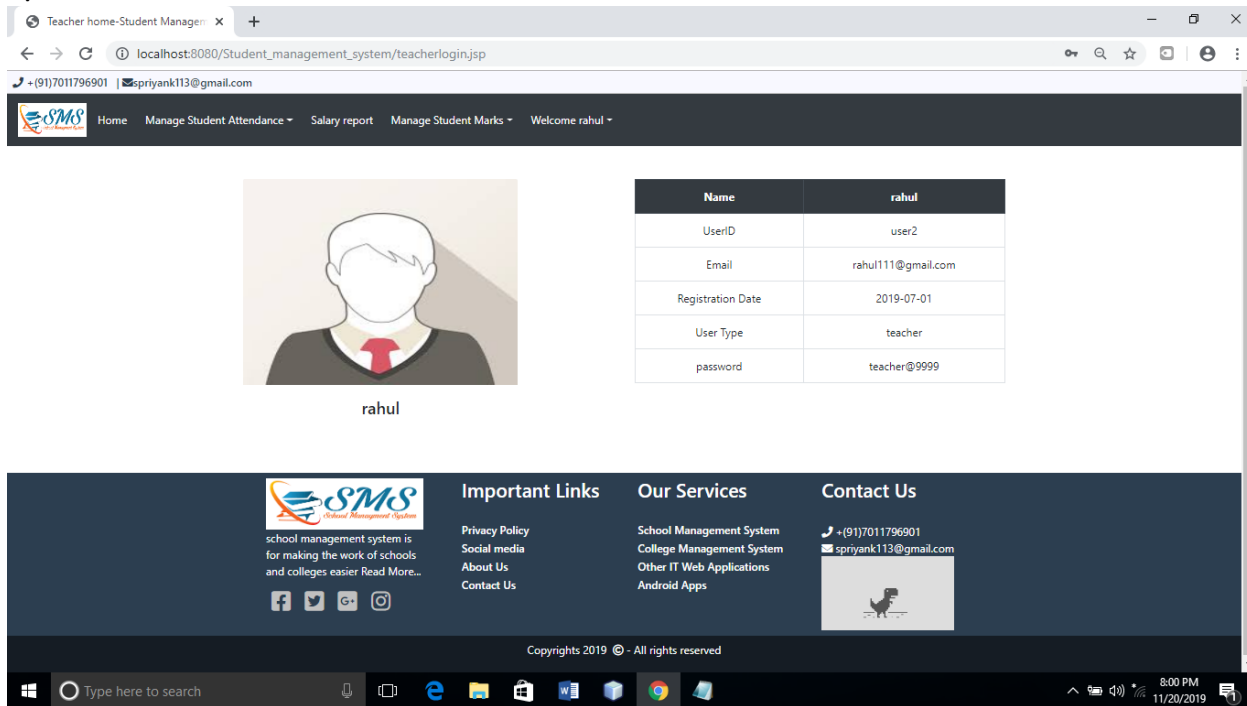 Teacher home-Student Managem
localhost:8080/Student_management_system/teacherlogin.jsp
+(91)7011796901 | spriyank113@gmail.com
SMS
Home Manage Student Attendance Salary report Manage Student Marks Welcome rahul
Name rahul
UserID user2
Email rahul111@gmail.com
Registration Date 2019-07-01
User Type teacher
password teacher@9999
rahul
SMS
School Management System
school management system is
for making the work of schools
and colleges easier Read More...
Important Links
Privacy Policy
Social media
About Us
Contact Us
Our Services
School Management System
College Management System
Other IT Web Applications
Android Apps
Contact Us
+(91)7011796901
spriyank113@gmail.com
Copyrights 2019 © - All rights reserved
Type here to search
8:00 PM
11/20/2019